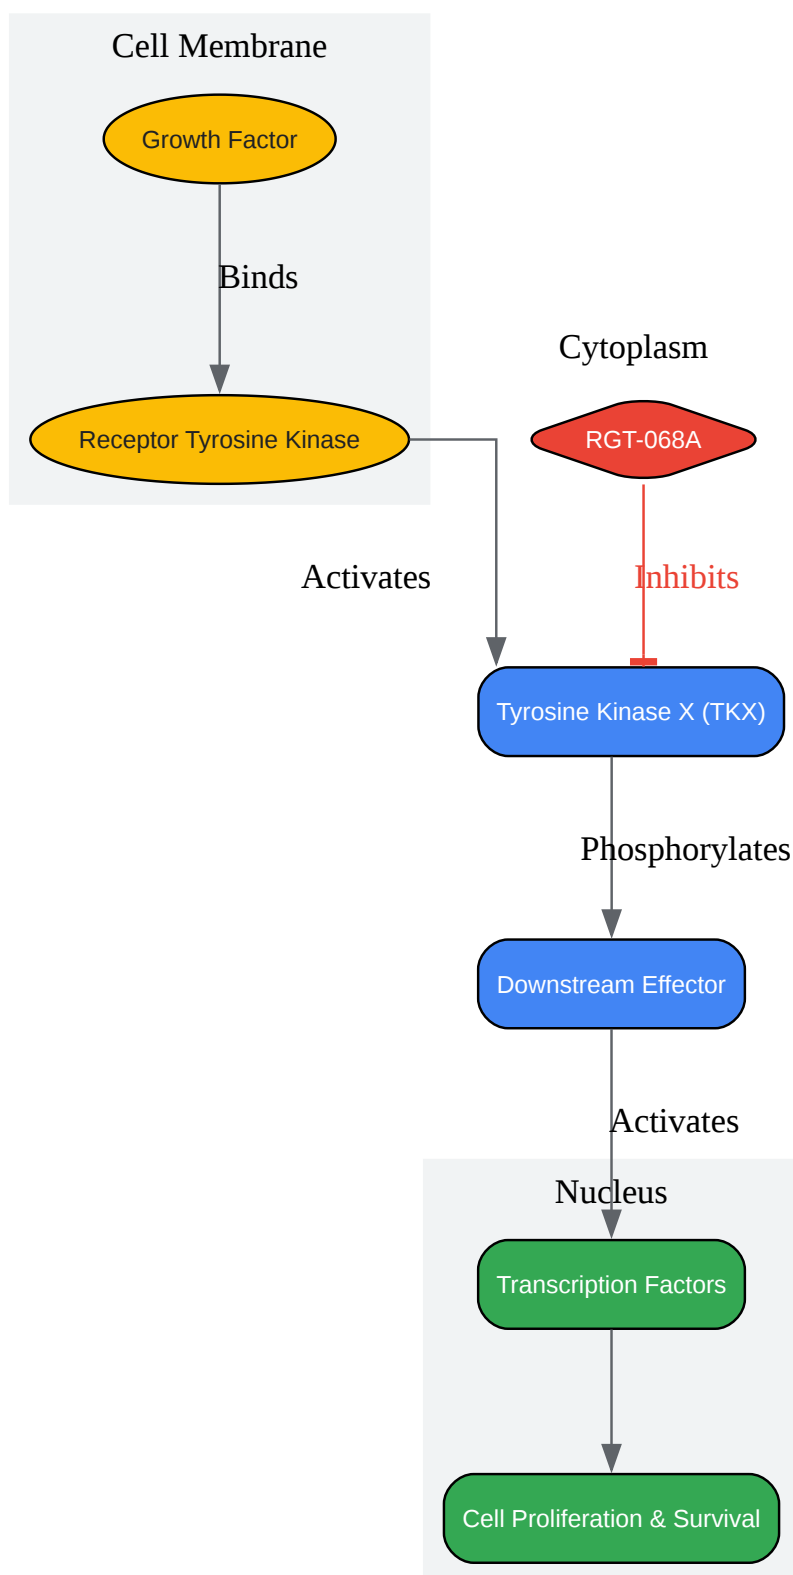 Cell Membrane
Growth Factor
Binds
Receptor Tyrosine Kinase
Cytoplasm
RGT-068A
Activates
Inhibits
Tyrosine Kinase X (TKX)
Phosphorylates
Downstream Effector
Activates
Nucleus
Transcription Factors
Cell Proliferation & Survival